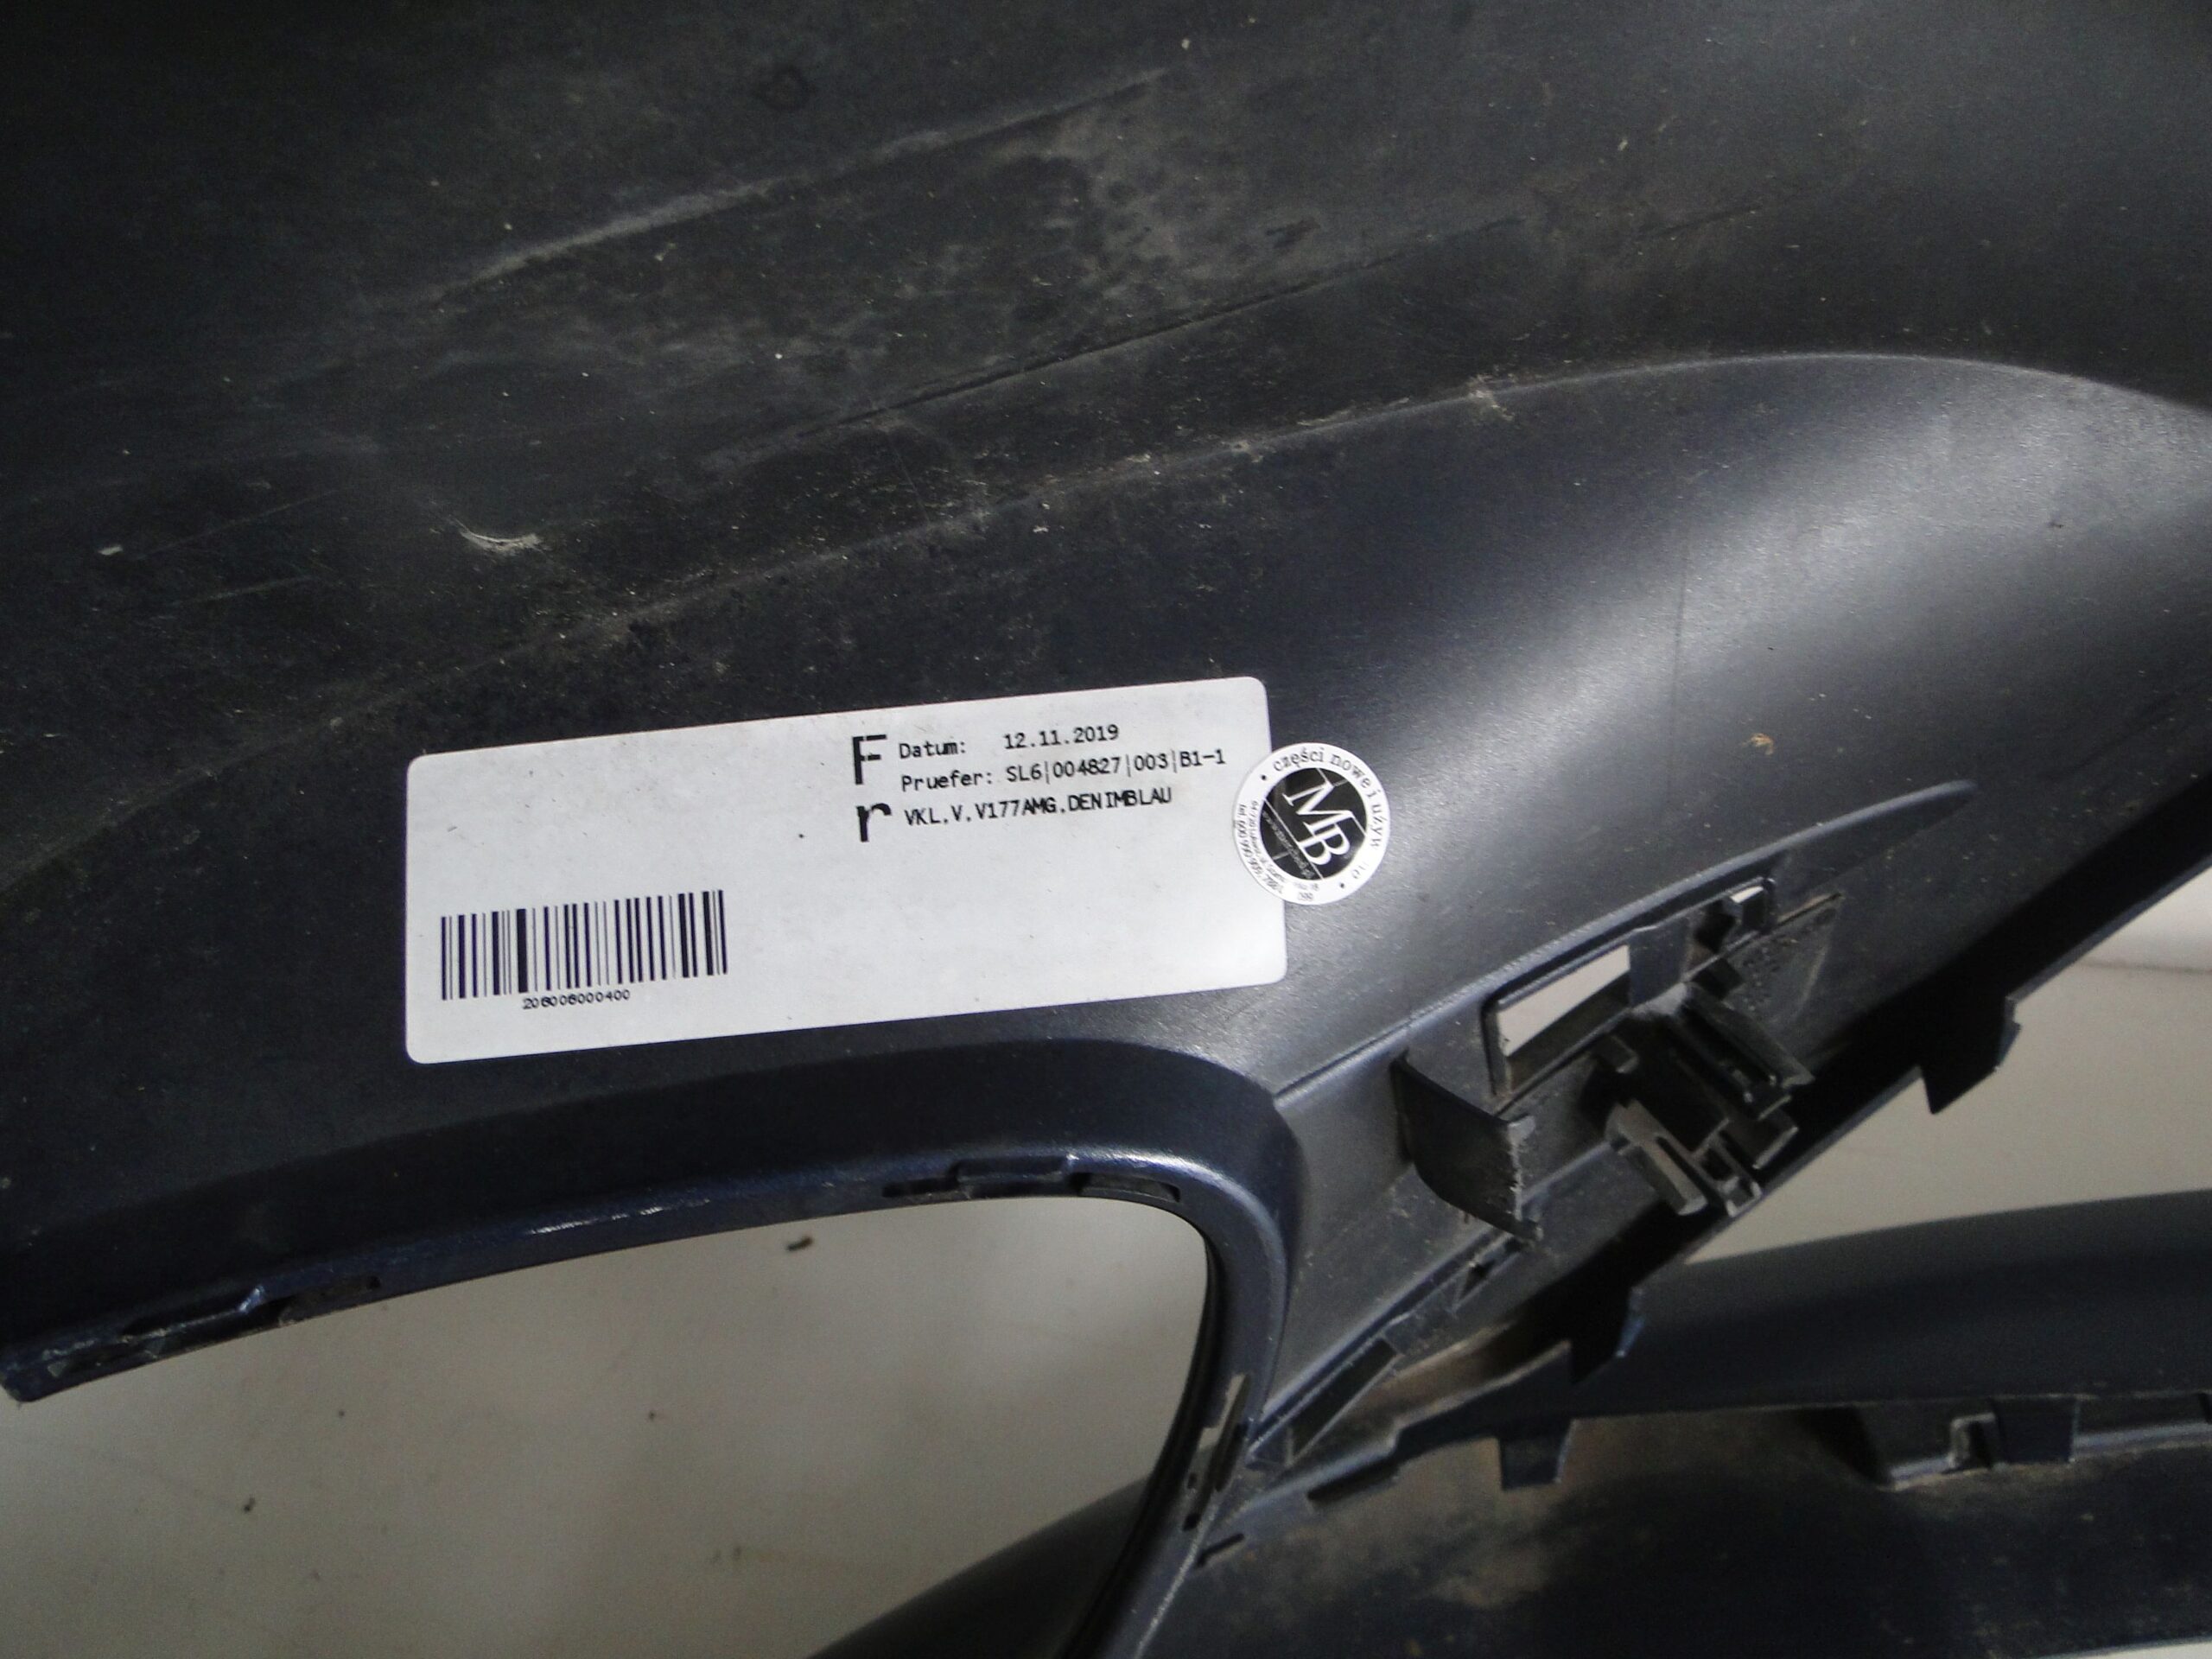 F
r
Datum: 12.11.2019
Pruefer: SL6|004827|003|B1-1
VKL.V.V177AMG.DENIMBLAU
206006000400
części nowe i używ
MB